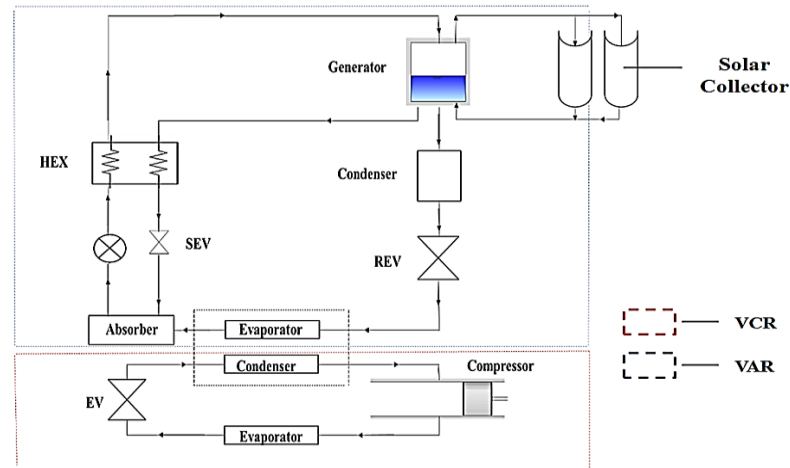 Generator
Solar
Collector
HEX
Condenser
SEV
REV
Absorber
Evaporator
VCR
Condenser
Compressor
VAR
EV
Evaporator